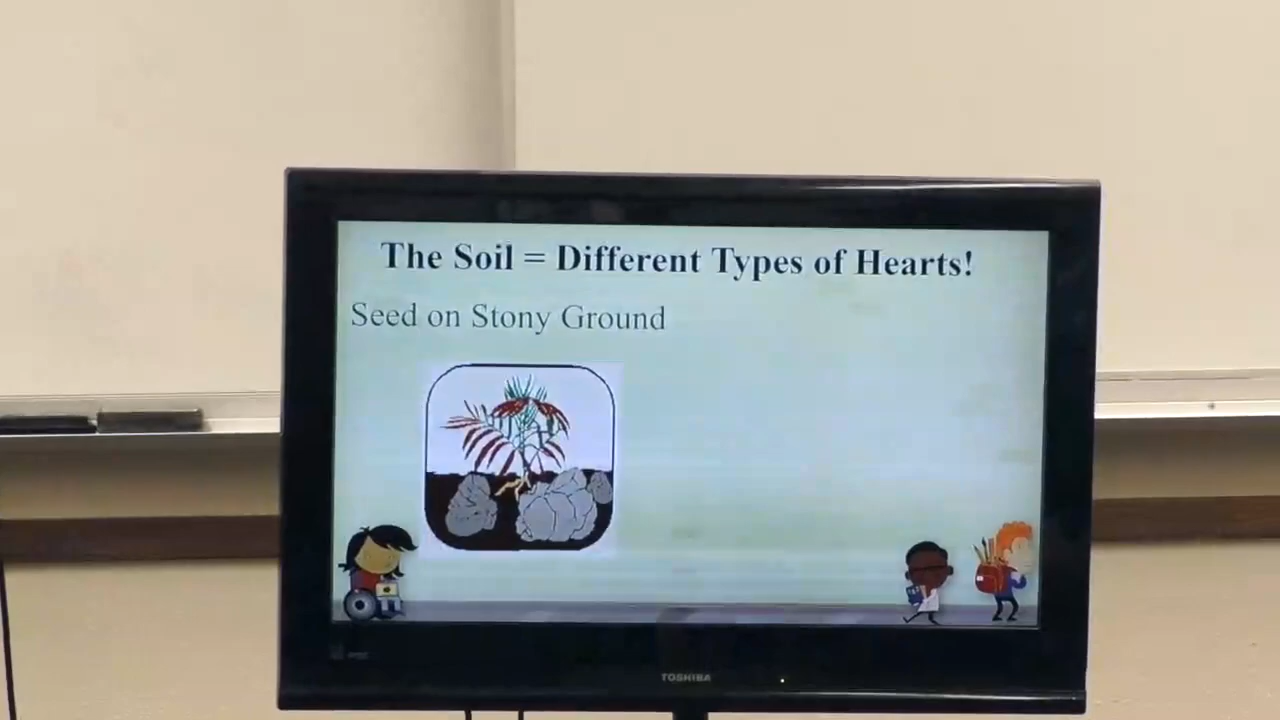 The Soil = Different Types of Hearts!
Seed on Stony Ground
TOSHIBA